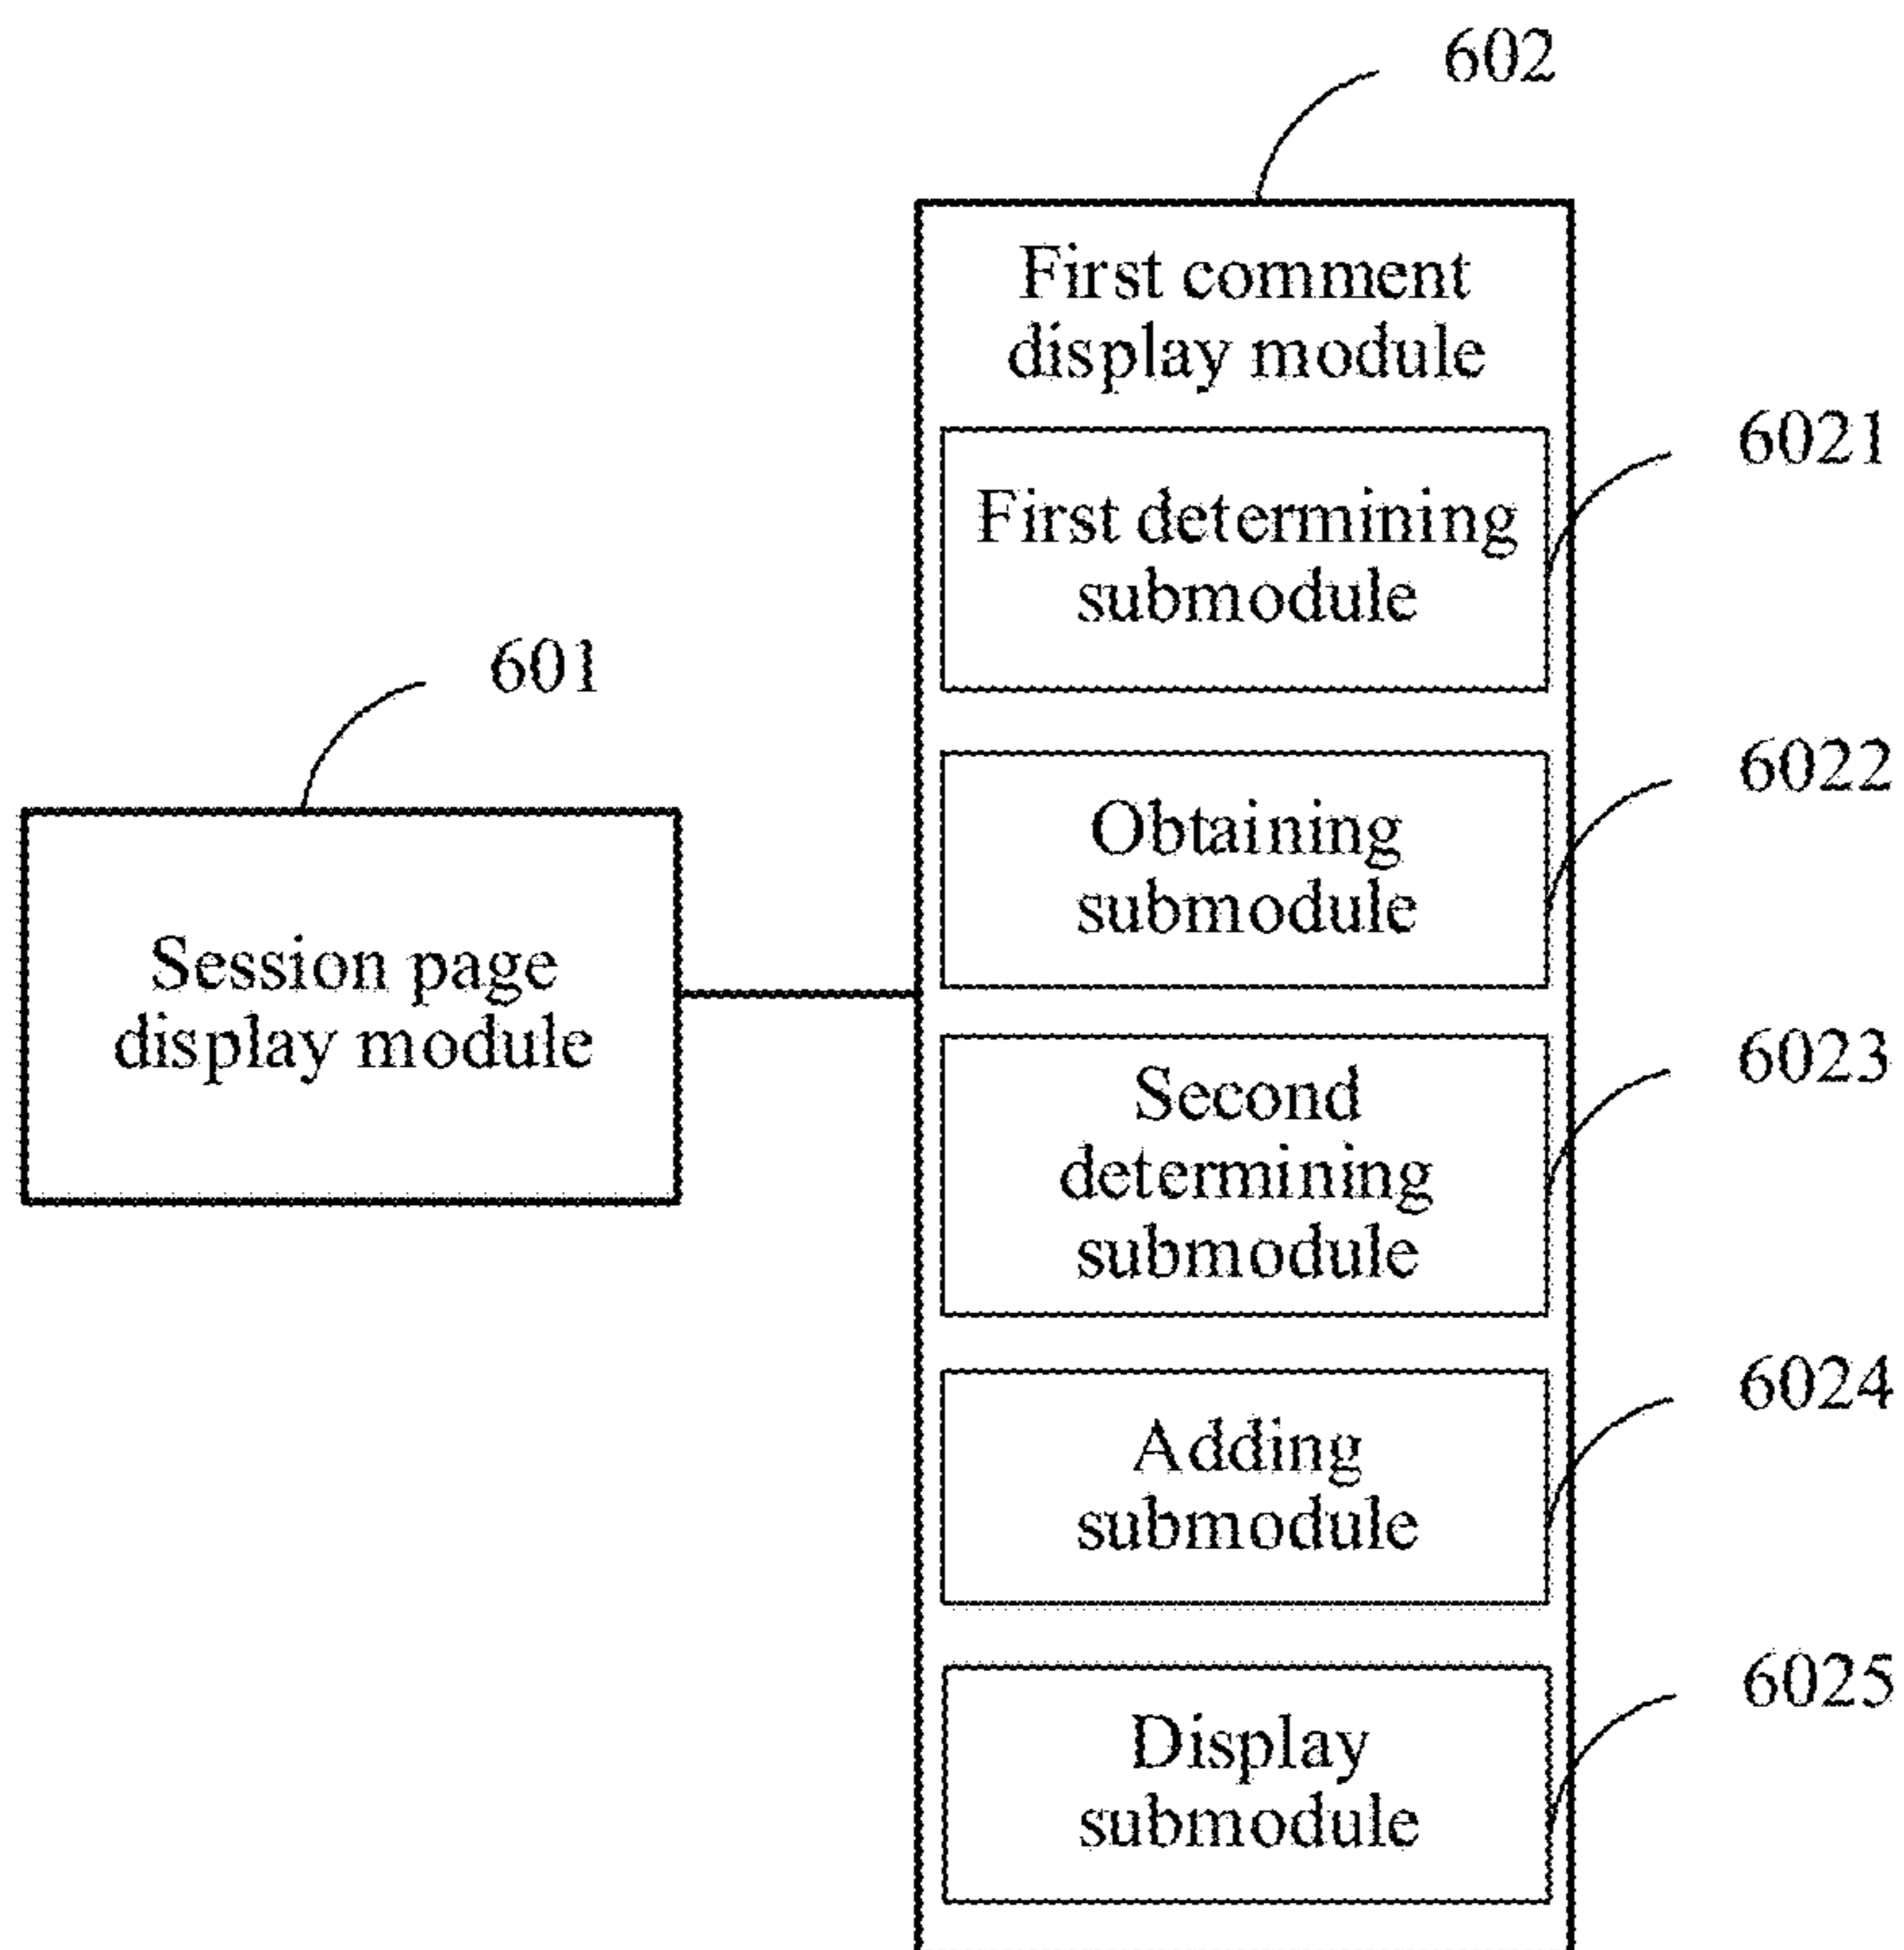 602
First comment
display module
6021
First determining
submodule
601
6022
Obtaining
submodule
Session page
display module
6023
Second
determining
submodule
6024
Adding
submodule
6025
Display
submodule